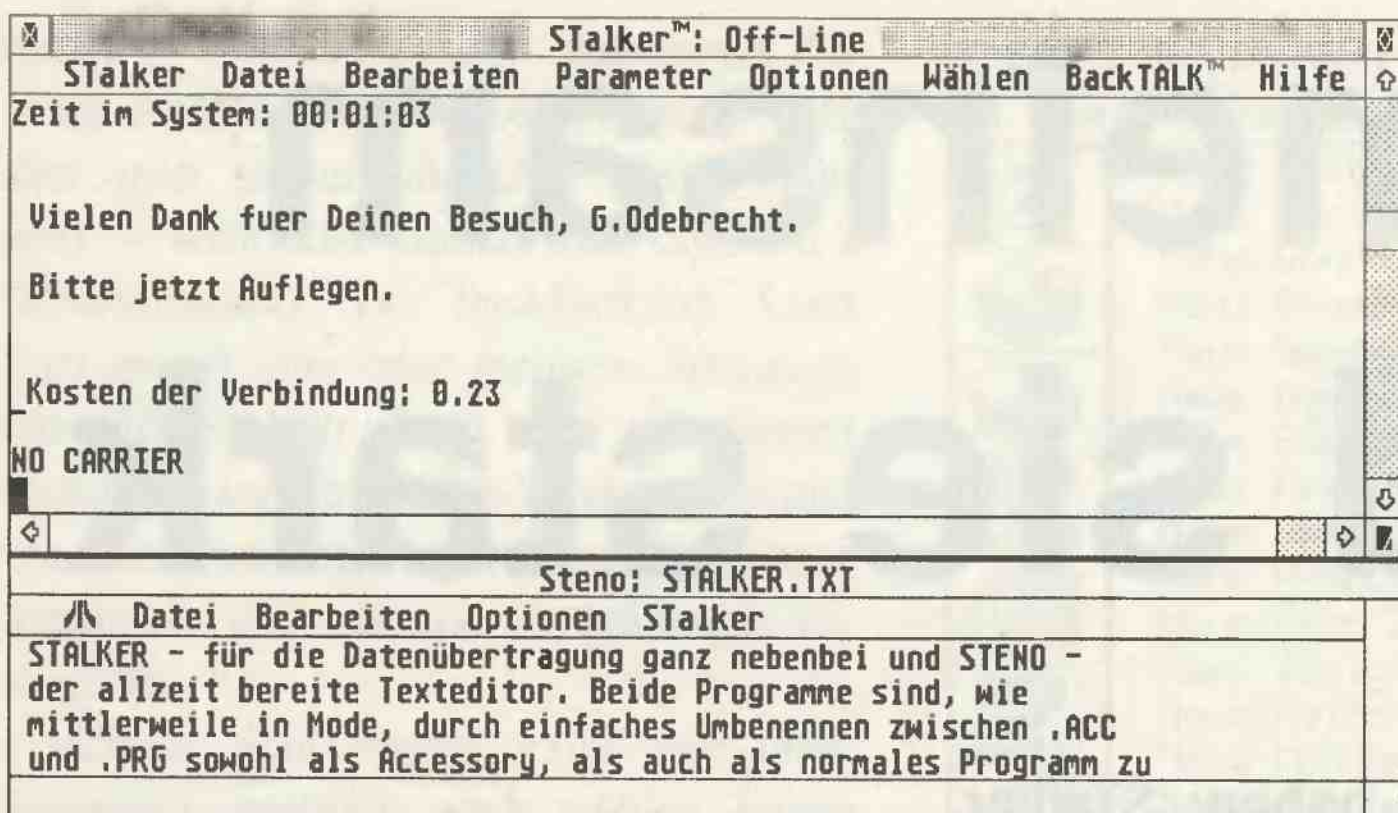 STalker™: Off-Line
STalker Datei Bearbeiten Parameter Optionen Wählen BackTALK™ Hilfe
Zeit im System: 00:01:03
Vielen Dank fuer Deinen Besuch, G.Odebrecht.
Bitte jetzt Auflegen.
Kosten der Verbindung: 0.23
NO CARRIER
Steno: STALKER.TXT
Datei Bearbeiten Optionen STalker
STALKER - für die Datenübertragung ganz nebenbei und STENO -
der allzeit bereite Texteditor. Beide Programme sind, wie
mittlerweile in Mode, durch einfaches Umbenennen zwischen .ACC
und .PRG sowohl als Accessory, als auch als normales Programm zu